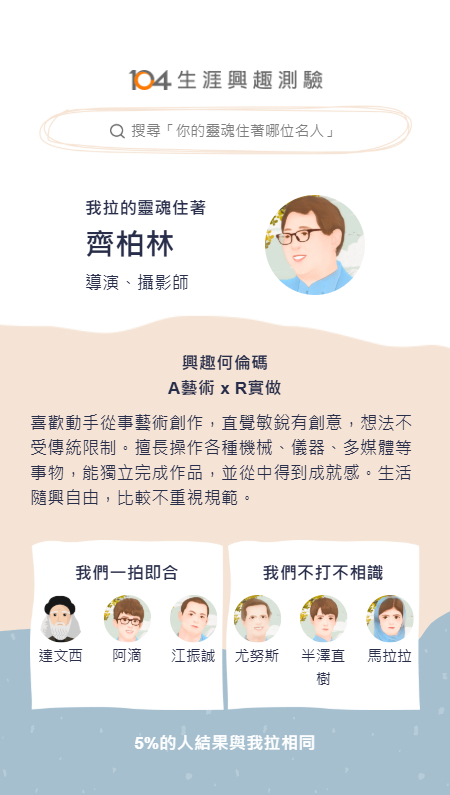 104 生涯興趣測驗
搜尋「你的靈魂住著哪位名人」
我拉的靈魂住著
齊柏林
導演、攝影師
興趣何倫碼
A藝術 x R實做
喜歡動手從事藝術創作，直覺敏銳有創意，想法不
受傳統限制。擅長操作各種機械、儀器、多媒體等
事物，能獨立完成作品，並從中得到成就感。生活
隨興自由，比較不重視規範。
我們一拍即合
達文西
阿滴
江振誠
我們不打不相識
尤努斯
半澤直
樹
馬拉拉
5%的人結果與我拉相同